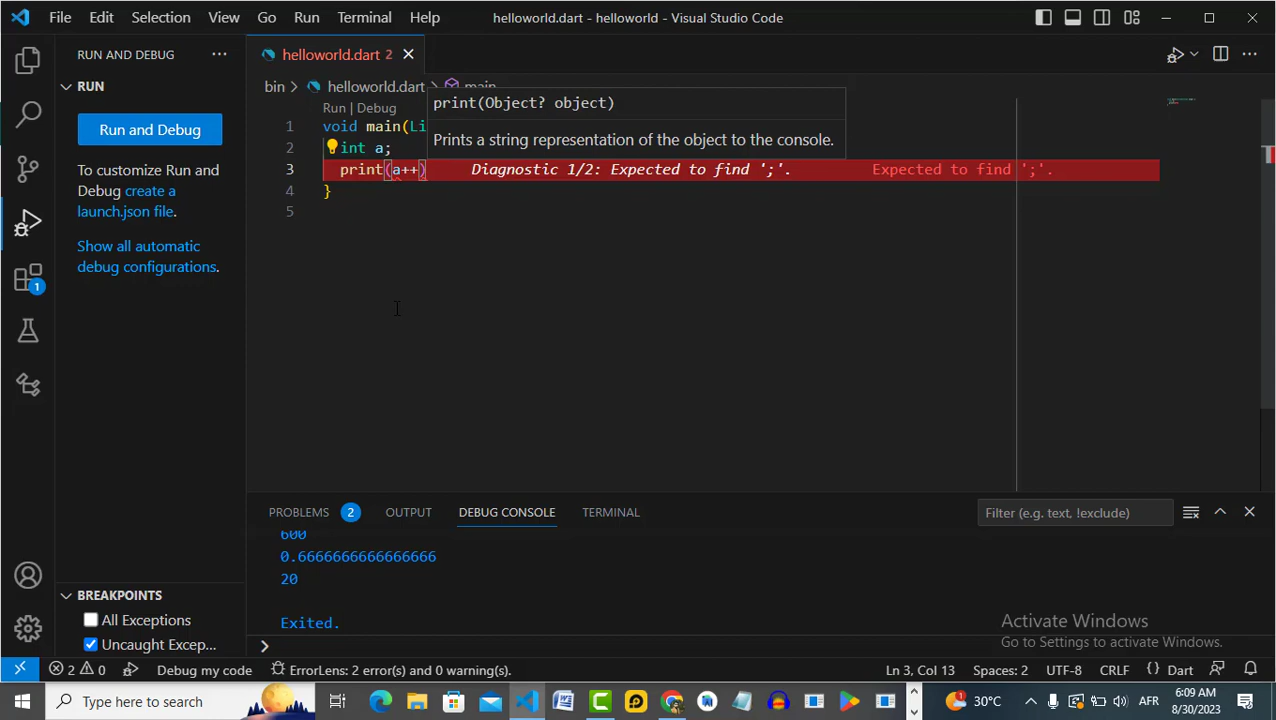 File Edit Selection View Go Run Terminal Help helloworld.dart - helloworld - Visual Studio Code
RUN AND DEBUG ··· helloworld.dart 2
RUN
bin > helloworld.dart > main
Run | Debug
print(Object? object)
Prints a string representation of the object to the console.
1 void main(Li
2 int a;
3 print(a++) Diagnostic 1/2: Expected to find ';'. Expected to find ';'.
4 }
5
Run and Debug
To customize Run and
Debug create a
launch.json file.
Show all automatic
debug configurations.
1
PROBLEMS 2 OUTPUT DEBUG CONSOLE TERMINAL Filter (e.g. text, !exclude)
600
0.6666666666666666
20
Exited.
BREAKPOINTS
All Exceptions
Uncaught Excep...
Activate Windows
Go to Settings to activate Windows.
2 0 Debug my code ErrorLens: 2 error(s) and 0 warning(s). Ln 3, Col 13 Spaces: 2 UTF-8 CRLF {} Dart
Type here to search 30°C AFR 6:09 AM
8/30/2023